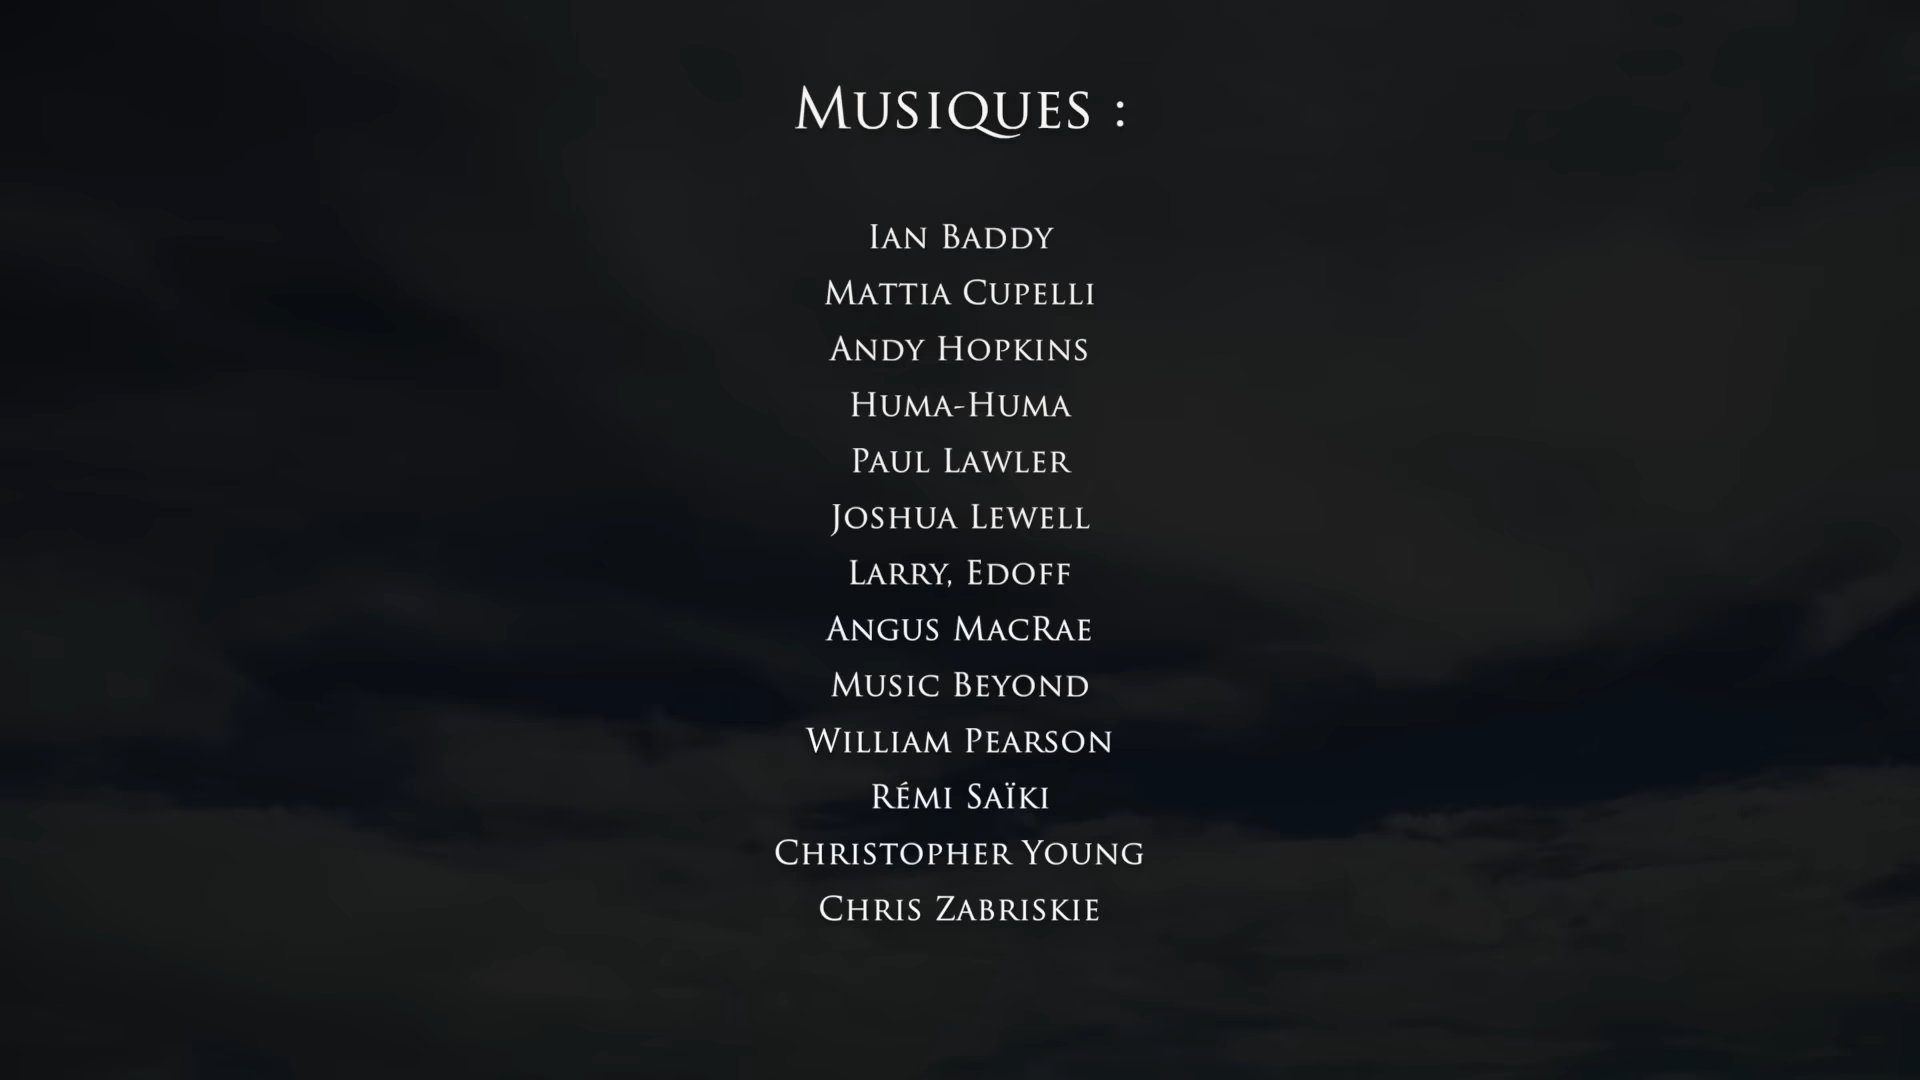 Musiques :
Ian Baddy
Mattia Cupelli
Andy Hopkins
Huma-Huma
Paul Lawler
Joshua Lewell
Larry, Edoff
Angus MacRae
Music Beyond
William Pearson
Rémi Saïki
Christopher Young
Chris Zabriskie